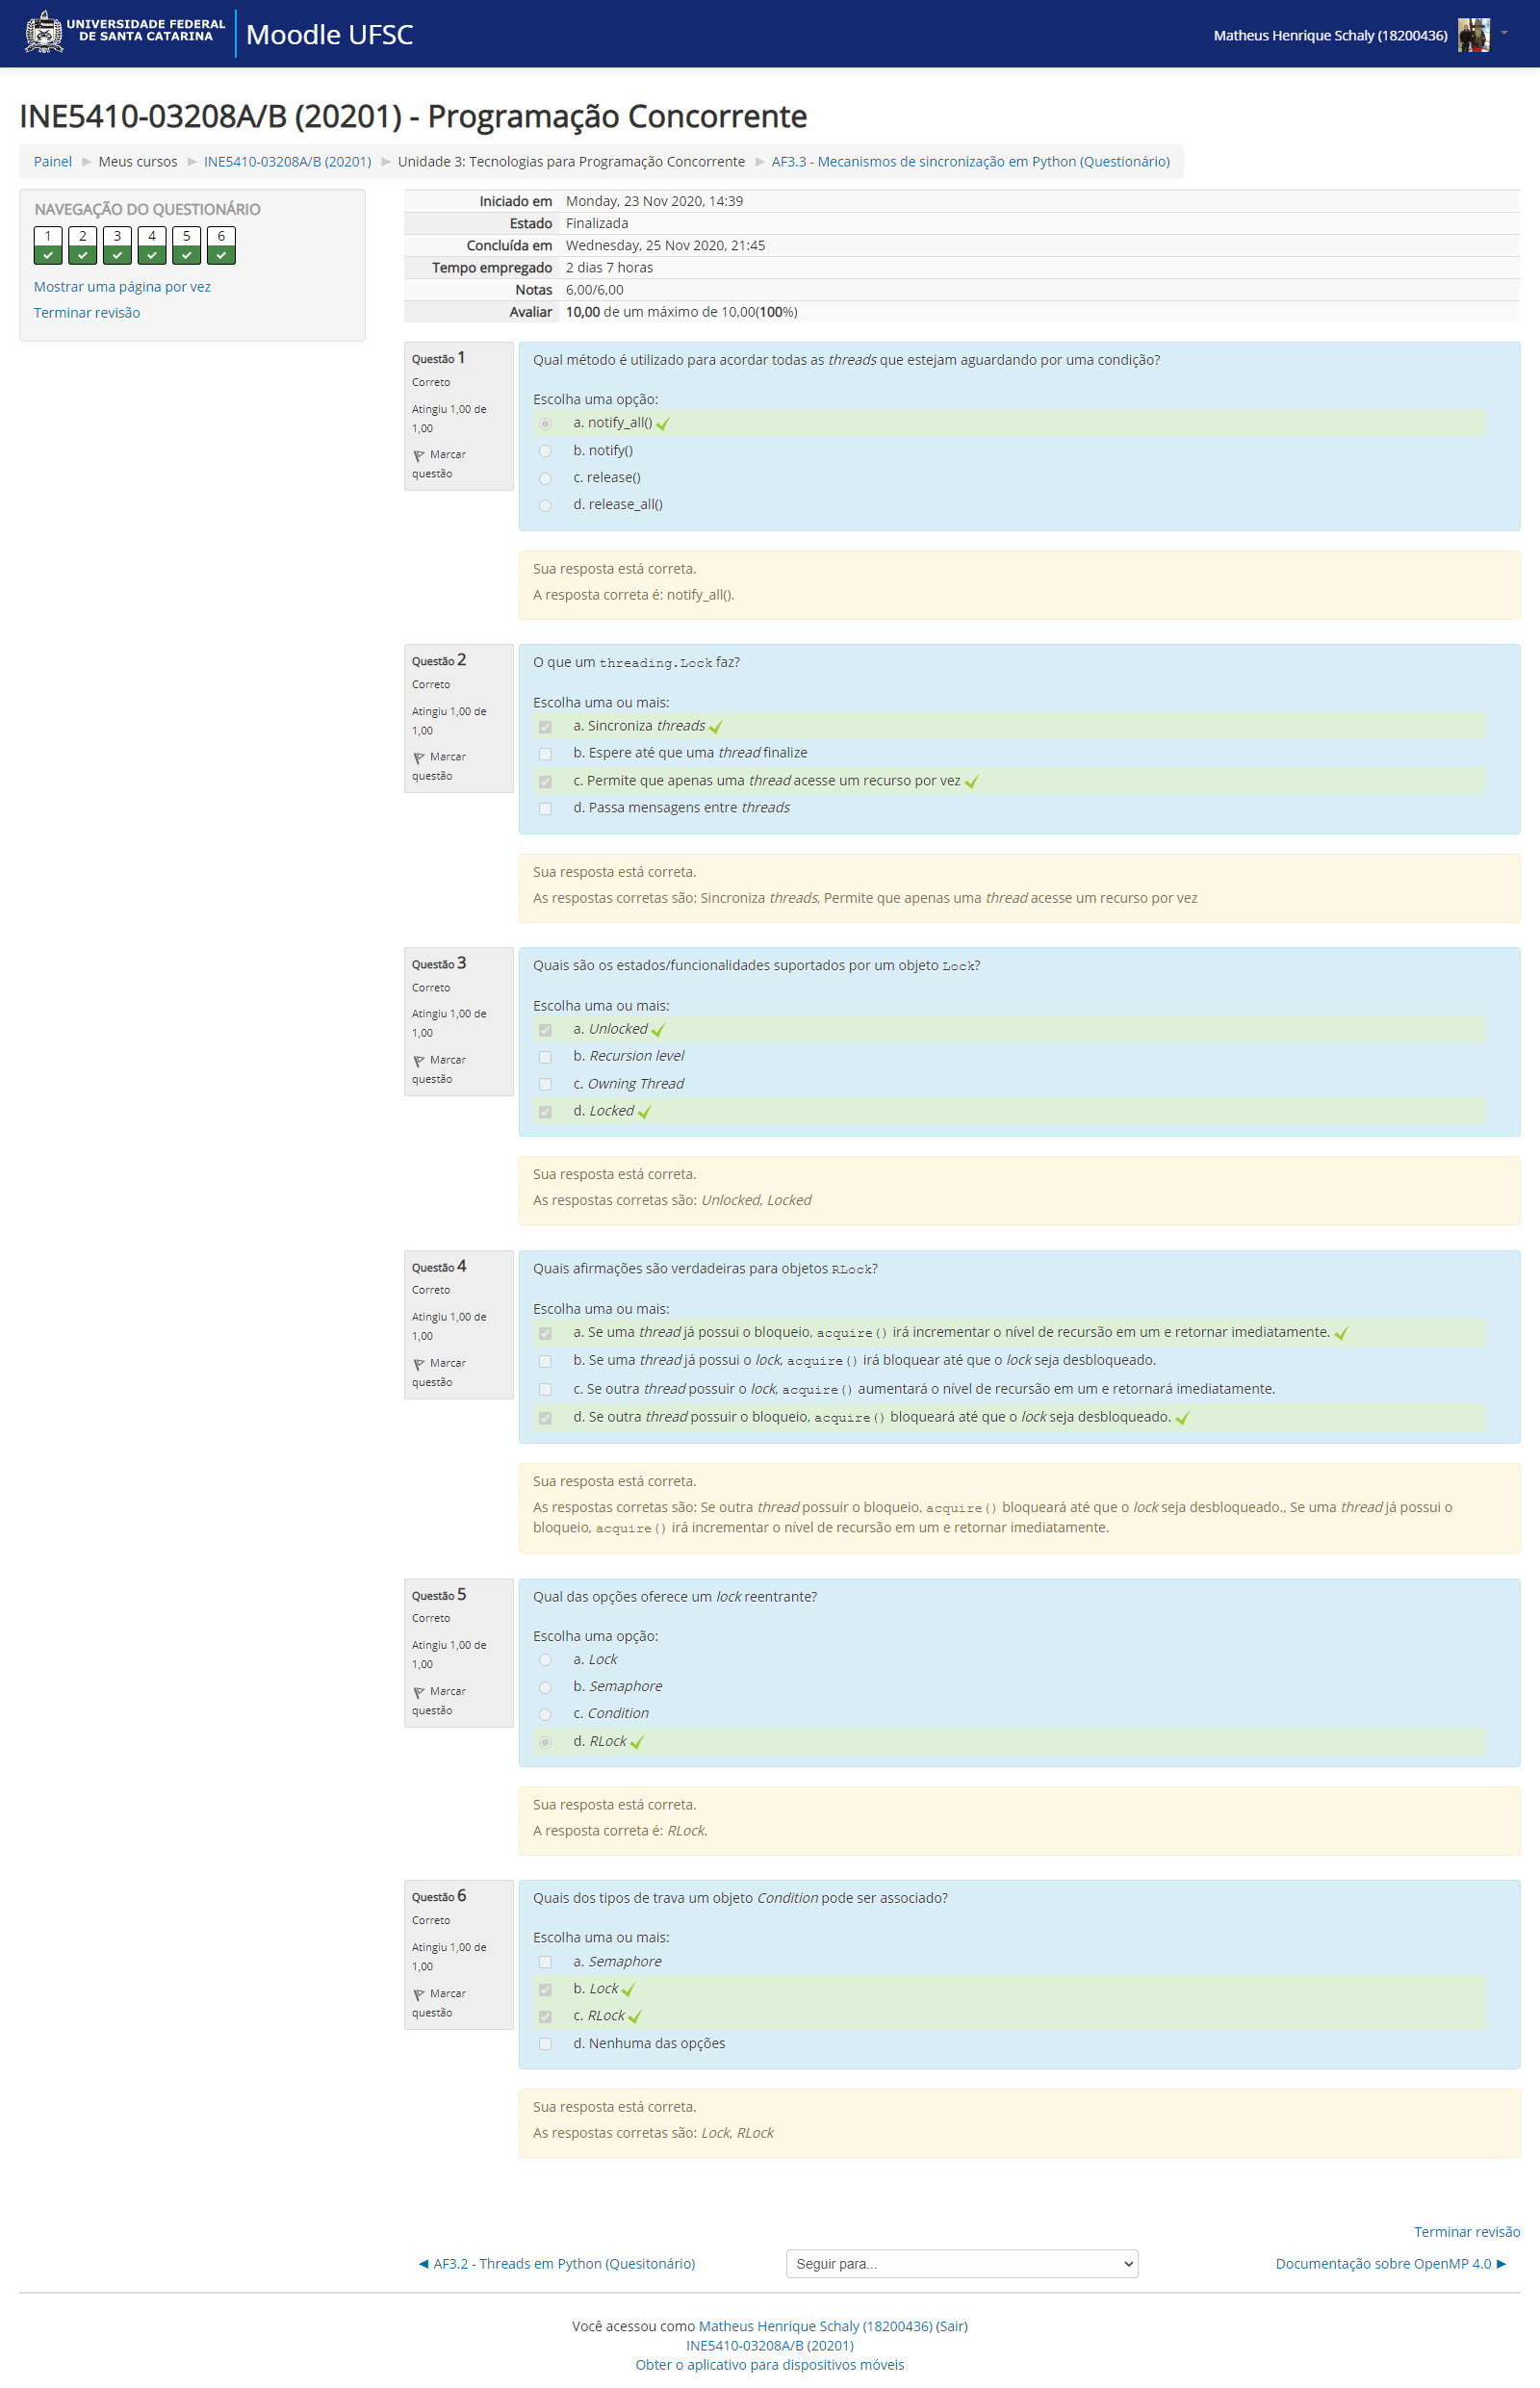 UNIVERSIDADE FEDERAL
DE SANTA CATARINA
Moodle UFSC
Matheus Henrique Schaly (18200436)
INE5410-03208A/B (20201) - Programação Concorrente
Painel ► Meus cursos ► INE5410-03208A/B (20201) ► Unidade 3: Tecnologias para Programação Concorrente ► AF3.3 - Mecanismos de sincronização em Python (Questionário)
NAVEGAÇÃO DO QUESTIONÁRIO
1 2 3 4 5 6
Mostrar uma página por vez
Terminar revisão
Iniciado em Monday, 23 Nov 2020, 14:39
Estado Finalizada
Concluída em Wednesday, 25 Nov 2020, 21:45
Tempo empregado 2 dias 7 horas
Notas 6,00/6,00
Avaliar 10,00 de um máximo de 10,00(100%)
Questão 1
Correto
Atingiu 1,00 de
1,00
Marcar
questão
Qual método é utilizado para acordar todas as threads que estejam aguardando por uma condição?
Escolha uma opção:
a. notify_all()
b. notify()
c. release()
d. release_all()
Sua resposta está correta.
A resposta correta é: notify_all().
Questão 2
Correto
Atingiu 1,00 de
1,00
Marcar
questão
O que um threading.Lock faz?
Escolha uma ou mais:
a. Sincroniza threads
b. Espere até que uma thread finalize
c. Permite que apenas uma thread acesse um recurso por vez
d. Passa mensagens entre threads
Sua resposta está correta.
As respostas corretas são: Sincroniza threads, Permite que apenas uma thread acesse um recurso por vez
Questão 3
Correto
Atingiu 1,00 de
1,00
Marcar
questão
Quais são os estados/funcionalidades suportados por um objeto Lock?
Escolha uma ou mais:
a. Unlocked
b. Recursion level
c. Owning Thread
d. Locked
Sua resposta está correta.
As respostas corretas são: Unlocked, Locked
Questão 4
Correto
Atingiu 1,00 de
1,00
Marcar
questão
Quais afirmações são verdadeiras para objetos RLock?
Escolha uma ou mais:
a. Se uma thread já possui o bloqueio, acquire() irá incrementar o nível de recursão em um e retornar imediatamente.
b. Se uma thread já possui o lock, acquire() irá bloquear até que o lock seja desbloqueado.
c. Se outra thread possuir o lock, acquire() aumentará o nível de recursão em um e retornará imediatamente.
d. Se outra thread possuir o bloqueio, acquire() bloqueará até que o lock seja desbloqueado.
Sua resposta está correta.
As respostas corretas são: Se outra thread possuir o bloqueio, acquire() bloqueará até que o lock seja desbloqueado., Se uma thread já possui o
bloqueio, acquire() irá incrementar o nível de recursão em um e retornar imediatamente.
Questão 5
Correto
Atingiu 1,00 de
1,00
Marcar
questão
Qual das opções oferece um lock reentrante?
Escolha uma opção:
a. Lock
b. Semaphore
c. Condition
d. RLock
Sua resposta está correta.
A resposta correta é: RLock.
Questão 6
Correto
Atingiu 1,00 de
1,00
Marcar
questão
Quais dos tipos de trava um objeto Condition pode ser associado?
Escolha uma ou mais:
a. Semaphore
b. Lock
c. RLock
d. Nenhuma das opções
Sua resposta está correta.
As respostas corretas são: Lock, RLock
Terminar revisão
◄ AF3.2 - Threads em Python (Quesitonário)
Seguir para...
Documentação sobre OpenMP 4.0 ►
Você acessou como Matheus Henrique Schaly (18200436) (Sair)
INE5410-03208A/B (20201)
Obter o aplicativo para dispositivos móveis